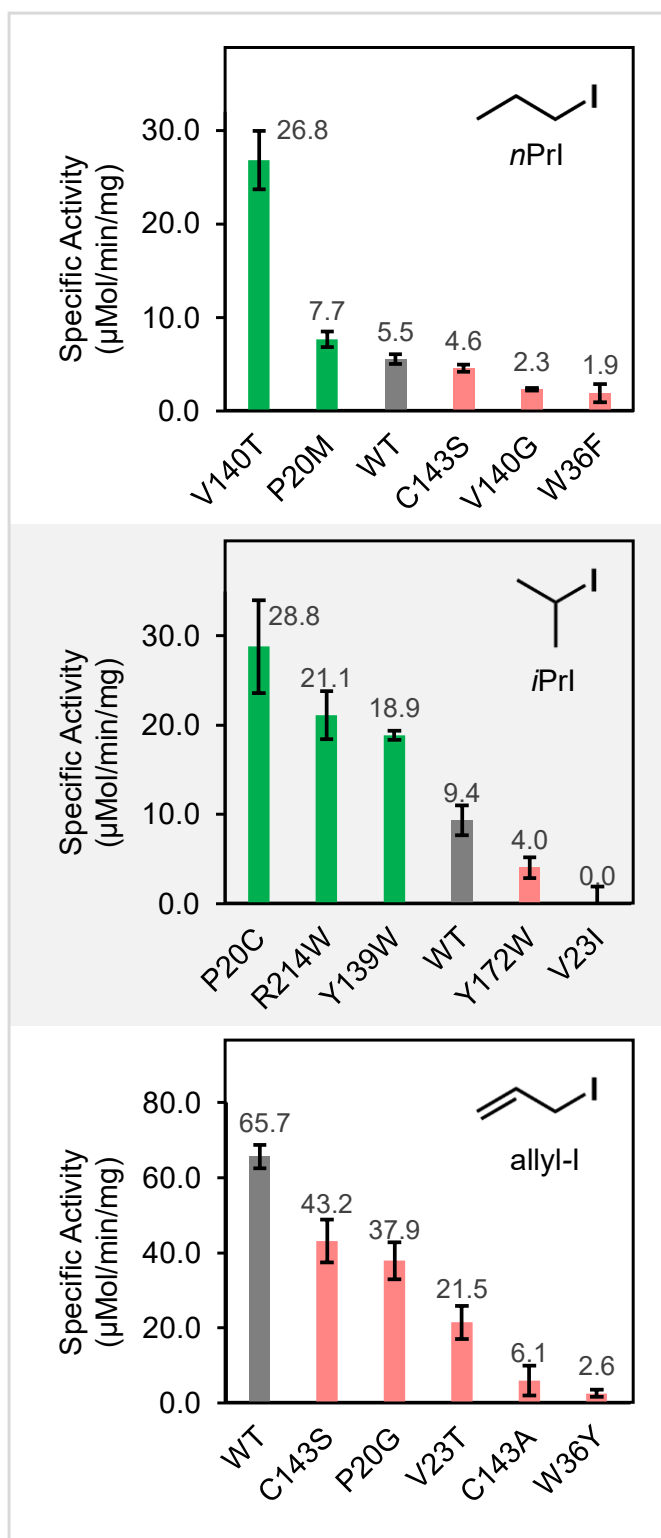 Specific Activity
(µMol/min/mg)
30.0
20.0
10.0
0.0
26.8
7.7
5.5
4.6
2.3
1.9
I
nPrI
V140T
P20M
WT
C143S
V140G
W36F
Specific Activity
(µMol/min/mg)
30.0
20.0
10.0
0.0
28.8
21.1
18.9
9.4
4.0
0.0
I
iPrI
P20C
R214W
Y139W
WT
Y172W
V23I
Specific Activity
(µMol/min/mg)
80.0
60.0
40.0
20.0
0.0
65.7
43.2
37.9
21.5
6.1
2.6
I
allyl-I
WT
C143S
P20G
V23T
C143A
W36Y